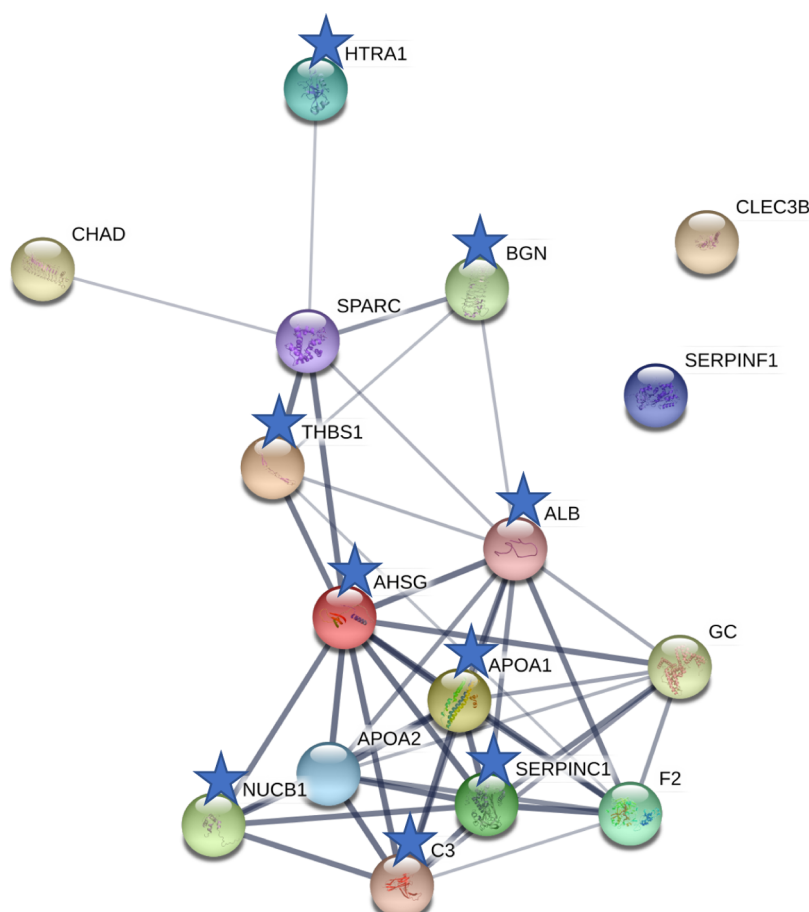 HTRA1
CLEC3B
CHAD
BGN
SPARC
SERPINF1
THBS1
ALB
AHSG
GC
APOA1
APOA2
SERPINC1
F2
NUCB1
C3